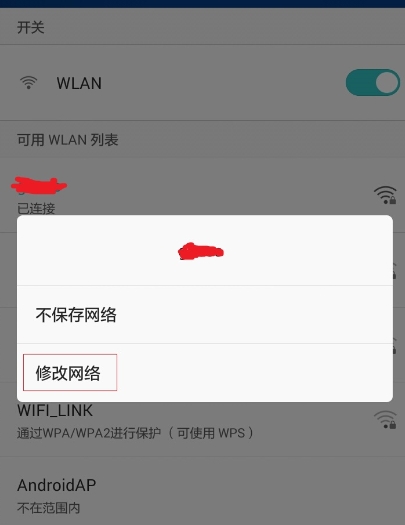 开关
WLAN
可用 WLAN 列表
已连接
不保存网络
修改网络
WIFI_LINK
通过WPA/WPA2进行保护（可使用 WPS）
AndroidAP
不在范围内